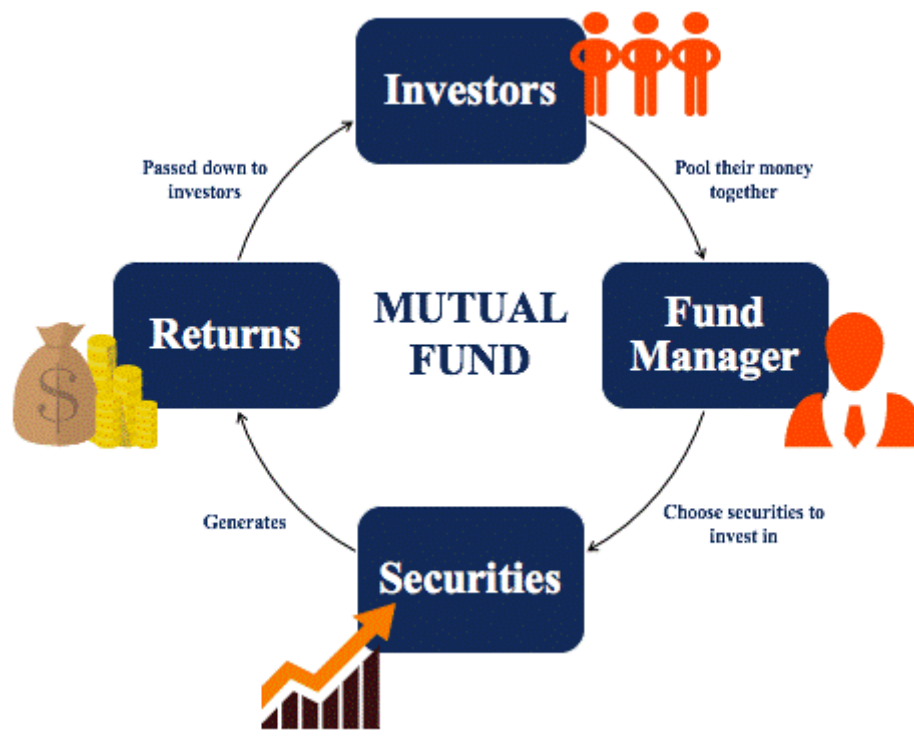 Investors
Passed down to
investors
Pool their money
together
Returns
MUTUAL
FUND
Fund
Manager
$
Generates
Choose securities to
invest in
Securities